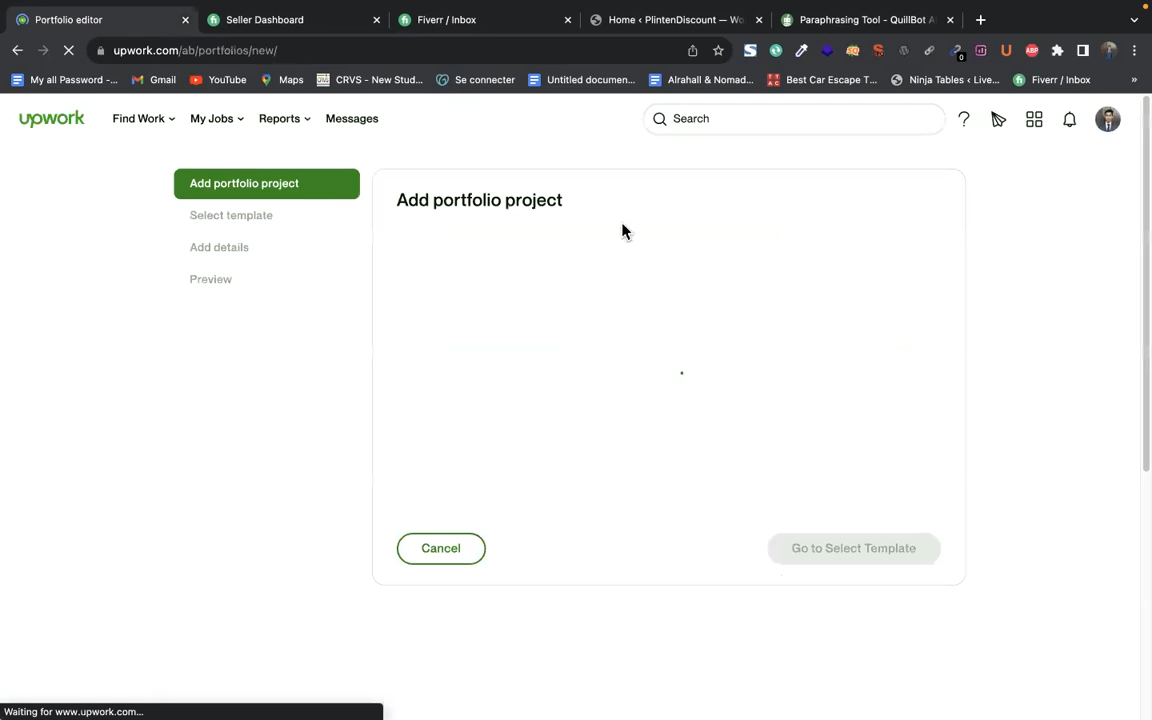 Portfolio editor
Seller Dashboard
Fiverr / Inbox
Home ‹ PlintenDiscount — Wo
Paraphrasing Tool - QuillBot A
upwork.com/ab/portfolios/new/
0
ABP
My all Password -...
Gmail
YouTube
Maps
CRVS - New Stud...
Se connecter
Untitled documen...
Alrahall & Nomad...
Best Car Escape T...
Ninja Tables ‹ Live...
Fiverr / Inbox
»
upwork
Find Work
My Jobs
Reports
Messages
Search
Add portfolio project
Select template
Add details
Preview
Add portfolio project
Cancel
Go to Select Template
Waiting for www.upwork.com...